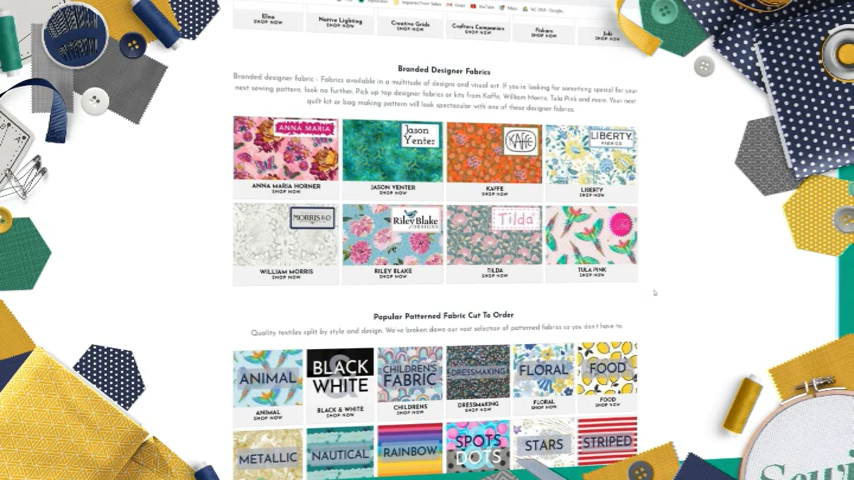 Elna
Native Lighting
Creative Grids
Crafters Companion
Fiskars
Juki
SHOP NOW
SHOP NOW
SHOP NOW
SHOP NOW
SHOP NOW
SHOP NOW
Branded Designer Fabrics
Branded designer fabric - Fabrics available in a multitude of designs and visual art. If you're looking for something special for your
next sewing pattern, look no further. Pick up top designer fabrics or kits from Kaffe, William Morris, Tula Pink and more. Your next
quilt kit or bag making pattern will look spectacular with one of these designer fabrics.
ANNA MARIA
Jason
Yenter
KAFFE
LIBERTY
FABRICS
ANNA MARIA HORNER
SHOP NOW
JASON YENTER
SHOP NOW
KAFFE
SHOP NOW
LIBERTY
SHOP NOW
MORRIS & Co
Riley Blake
DESIGNS
Tilda
WILLIAM MORRIS
SHOP NOW
RILEY BLAKE
SHOP NOW
TILDA
SHOP NOW
TULA PINK
SHOP NOW
Popular Patterned Fabric Cut To Order
Quality textiles split by style and design. We've broken down our vast selection of patterned fabrics so you don't have to.
ANIMAL
BLACK
&
WHITE
CHILDREN'S
FABRIC
DRESSMAKING
FLORAL
FOOD
ANIMAL
SHOP NOW
BLACK & WHITE
SHOP NOW
CHILDRENS
SHOP NOW
DRESSMAKING
SHOP NOW
FLORAL
SHOP NOW
FOOD
SHOP NOW
METALLIC
NAUTICAL
RAINBOW
SPOTS
DOTS
STARS
STRIPED